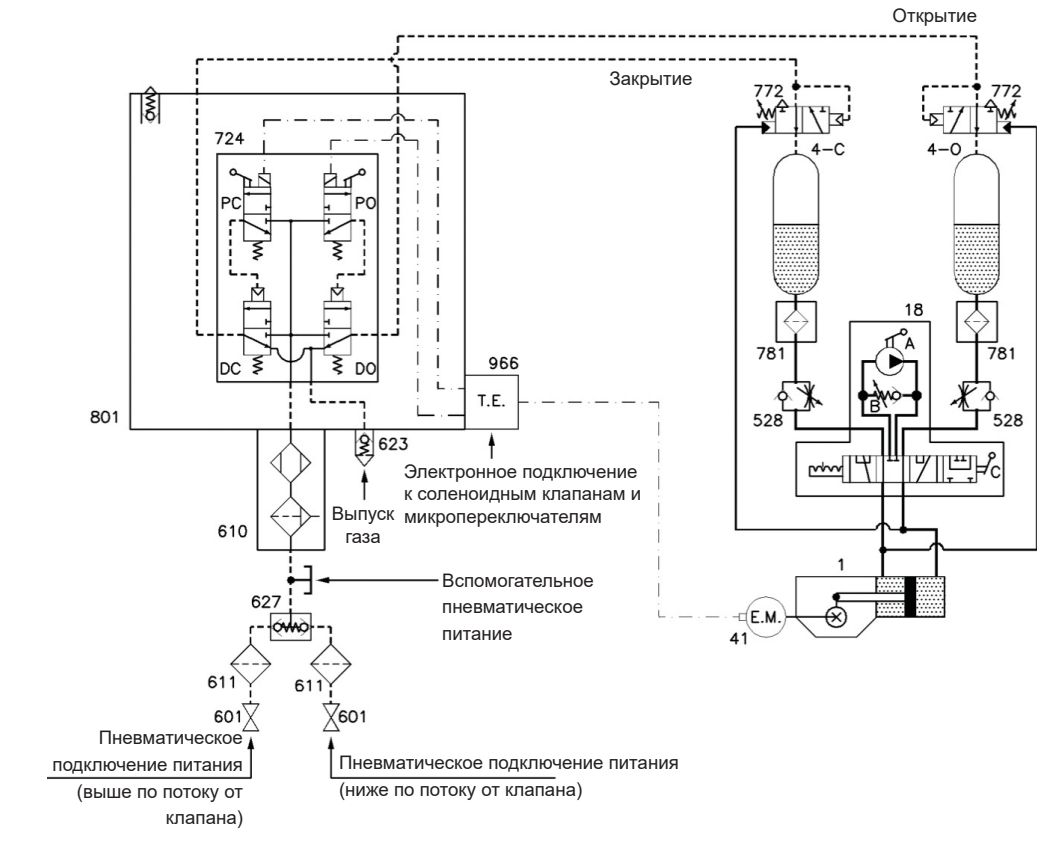 Открытие
Закрытие
772
772
724
4-C
4-O
PC
PO
18
A
781
781
DC
DO
966
B
T.E.
801
528
528
623
Электронное подключение
к соленоидным клапанам и
микропереключателям
C
Выпуск
газа
610
1
Вспомогательное
пневматическое
питание
627
E.M.
41
611
611
601
601
Пневматическое
подключение питания
(выше по потоку от
клапана)
Пневматическое подключение питания
(ниже по потоку от клапана)